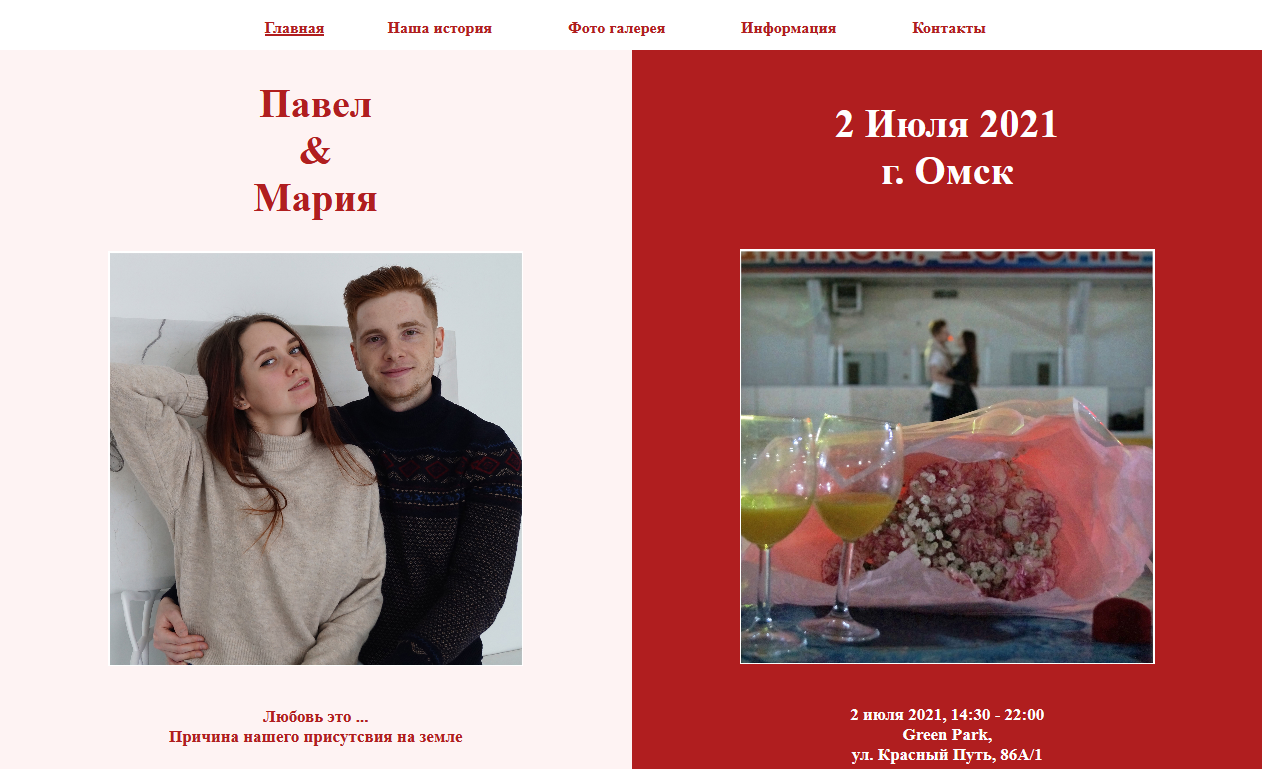 Главная Наша история Фото галерея Информация Контакты
Павел
&
Мария
Любовь это ...
Причина нашего присутсвия на земле
2 Июля 2021
г. Омск
2 июля 2021, 14:30 - 22:00
Green Park,
ул. Красный Путь, 86А/1